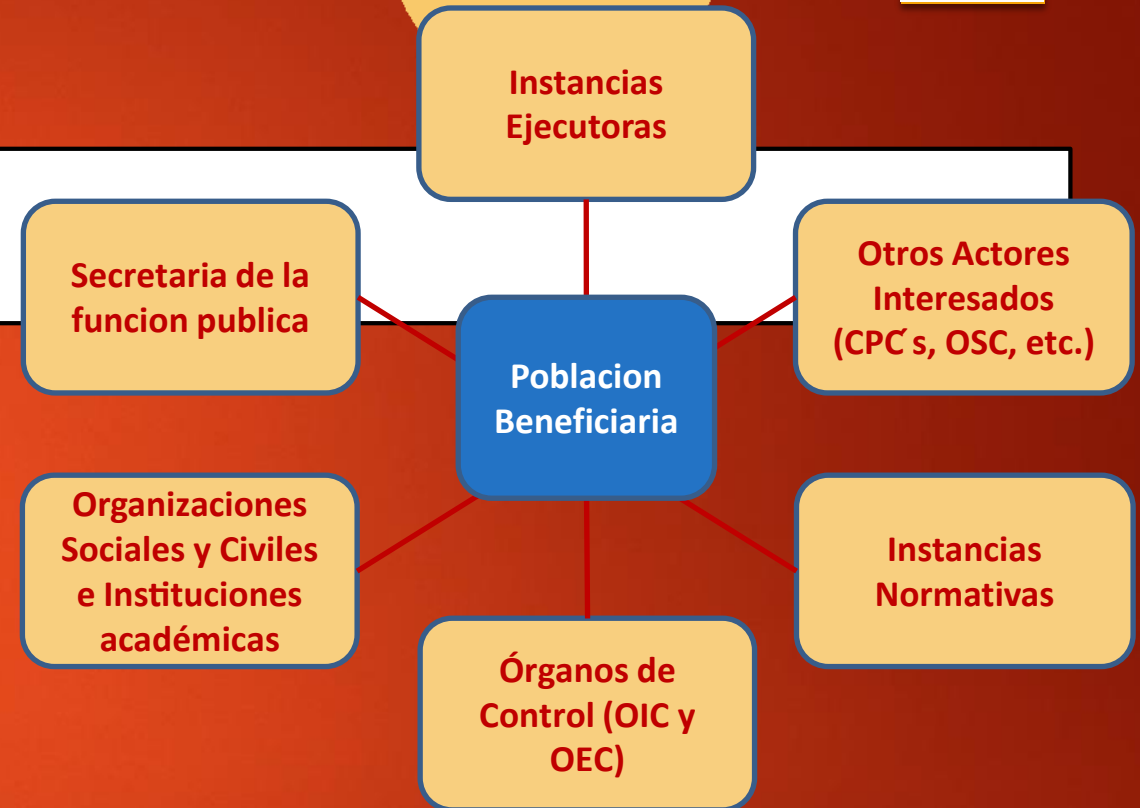 Instancias
Ejecutoras
Secretaria de la
funcion publica
Otros Actores
Interesados
(CPC´s, OSC, etc.)
Poblacion
Beneficiaria
Organizaciones
Sociales y Civiles
e Instituciones
académicas
Instancias
Normativas
Órganos de
Control (OIC y
OEC)